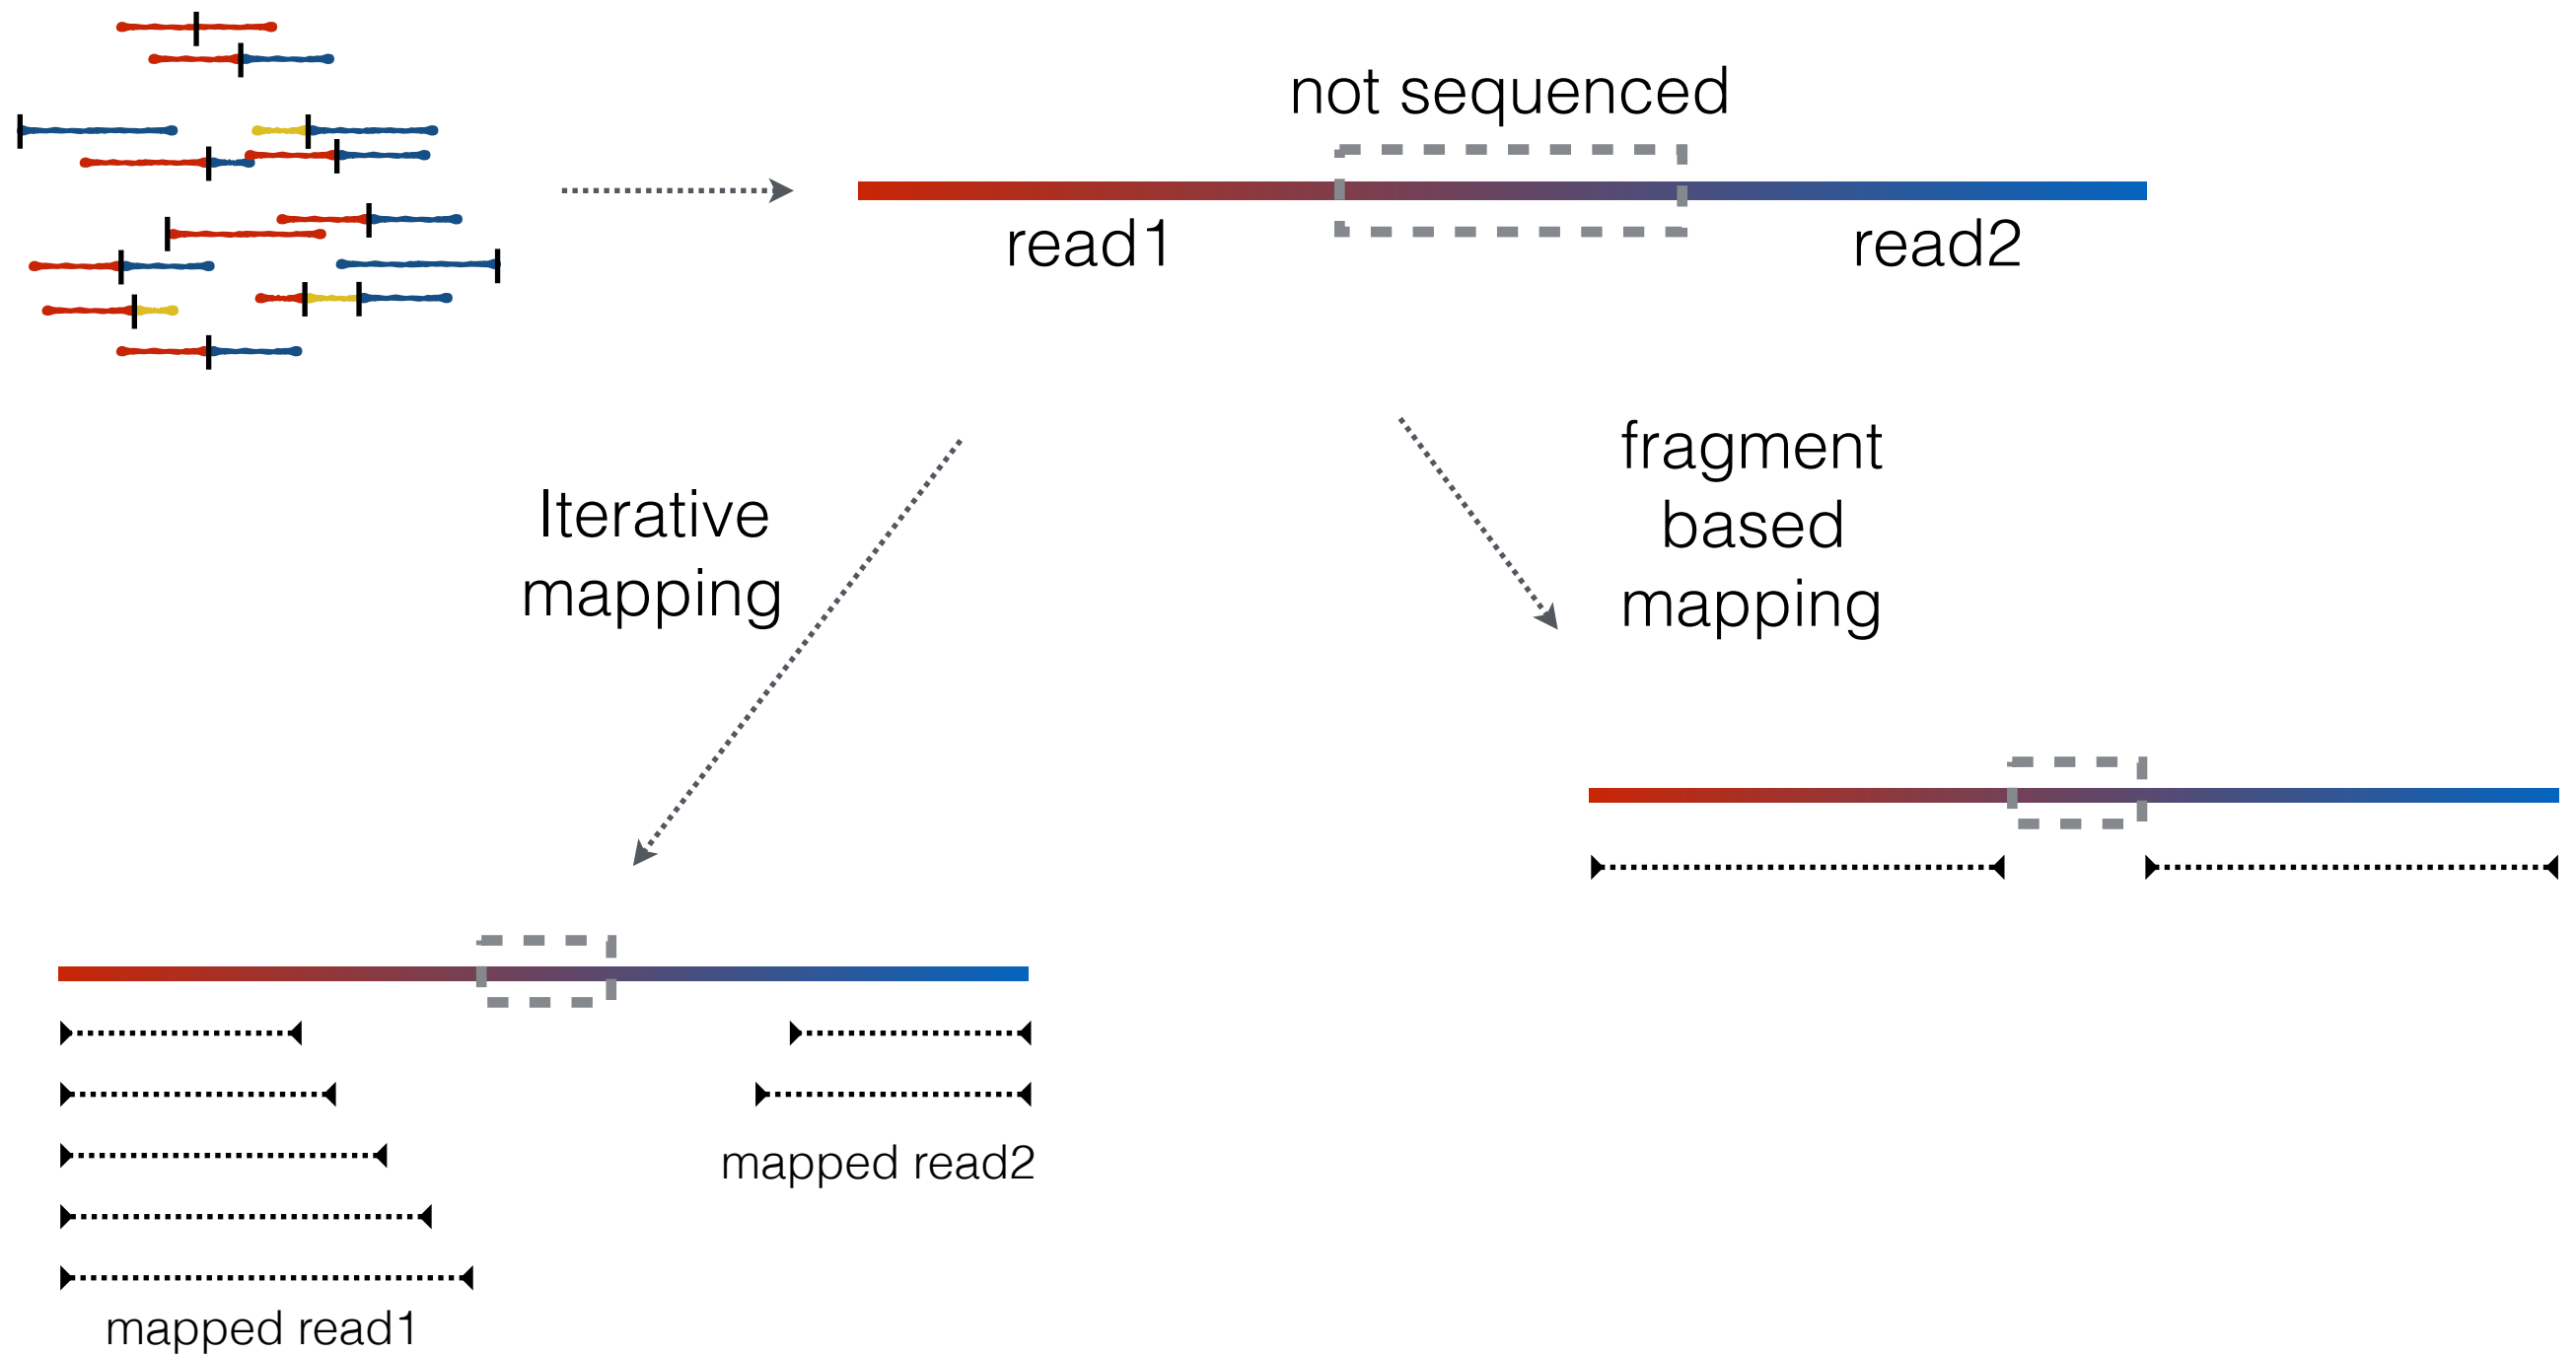 not sequenced
read1
read2
Iterative
mapping
fragment
based
mapping
mapped read2
mapped read1